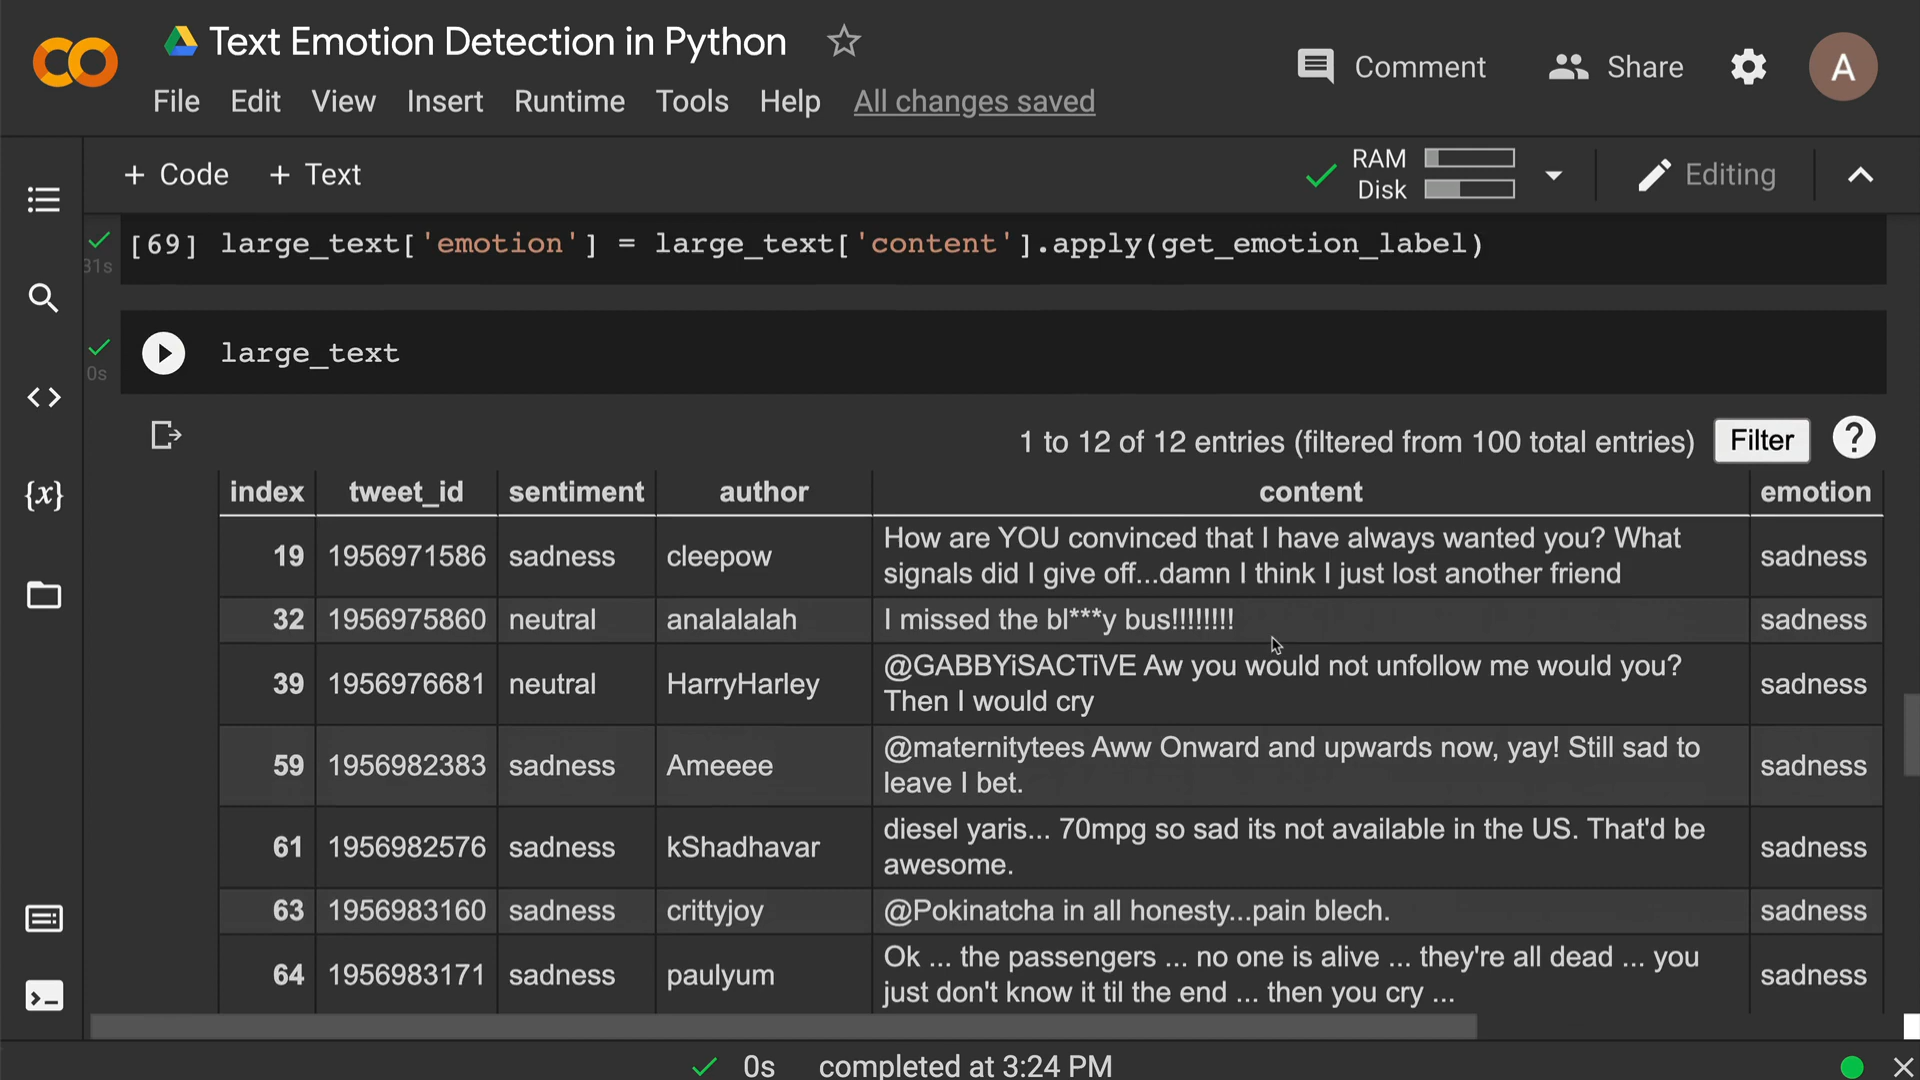 Text Emotion Detection in Python
Comment Share A
File Edit View Insert Runtime Tools Help All changes saved
+ Code + Text
RAM
Disk
Editing
[69] large_text['emotion'] = large_text['content'].apply(get_emotion_label)
31s
large_text
0s
{x}
1 to 12 of 12 entries (filtered from 100 total entries) Filter ?
index tweet_id sentiment author content emotion
19 1956971586 sadness cleepow How are YOU convinced that I have always wanted you? What
signals did I give off...damn I think I just lost another friend sadness
32 1956975860 neutral analalalah I missed the bl***y bus!!!!!!!! sadness
39 1956976681 neutral HarryHarley @GABBYiSACTiVE Aw you would not unfollow me would you?
Then I would cry sadness
59 1956982383 sadness Ameeee @maternitytees Aww Onward and upwards now, yay! Still sad to
leave I bet. sadness
61 1956982576 sadness kShadhavar diesel yaris... 70mpg so sad its not available in the US. That'd be
awesome. sadness
63 1956983160 sadness crittyjoy @Pokinatcha in all honesty...pain blech. sadness
64 1956983171 sadness paulyum Ok ... the passengers ... no one is alive ... they're all dead ... you
just don't know it til the end ... then you cry ... sadness
0s completed at 3:24 PM